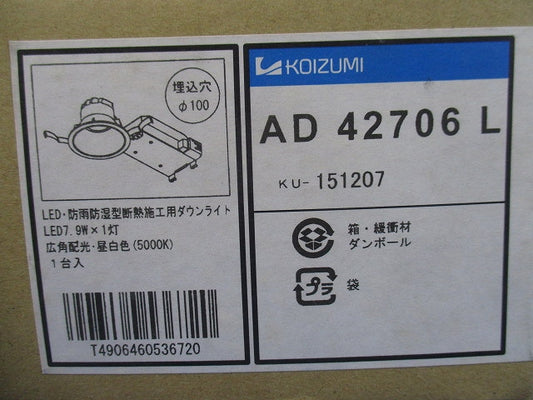 埋込穴
φ100
LED・防雨防湿型断熱施工用ダウンライト
LED7.9W×1灯
広角配光・昼白色(5000K)
1台入
T4906460536720
KOIZUMI
AD 42706 L
KU-151207
箱・緩衝材
ダンボール
プラ
袋